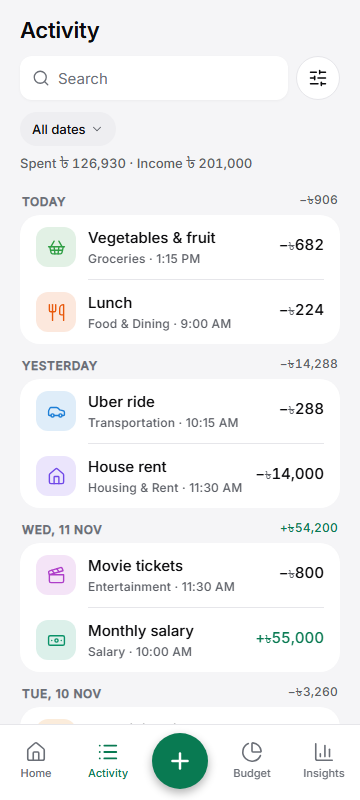 Activity
Search
All dates
Spent ৳ 126,930 · Income ৳ 201,000
TODAY −৳906
Vegetables & fruit −৳682
Groceries · 1:15 PM
Lunch −৳224
Food & Dining · 9:00 AM
YESTERDAY −৳14,288
Uber ride −৳288
Transportation · 10:15 AM
House rent −৳14,000
Housing & Rent · 11:30 AM
WED, 11 NOV +৳54,200
Movie tickets −৳800
Entertainment · 11:30 AM
Monthly salary +৳55,000
Salary · 10:00 AM
TUE, 10 NOV −৳3,260
Home Activity Budget Insights